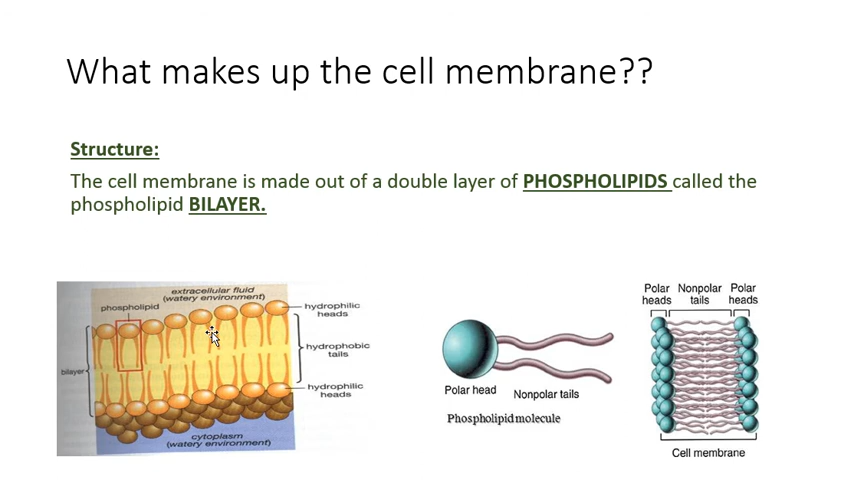 What makes up the cell membrane??
Structure:
The cell membrane is made out of a double layer of PHOSPHOLIPIDS called the
phospholipid BILAYER.
extracellular fluid
(watery environment)
phospholipid
hydrophilic
heads
hydrophobic
tails
bilayer
hydrophilic
heads
cytoplasm
(watery environment)
Polar head
Nonpolar tails
Phospholipid molecule
Polar Nonpolar Polar
heads tails heads
Cell membrane